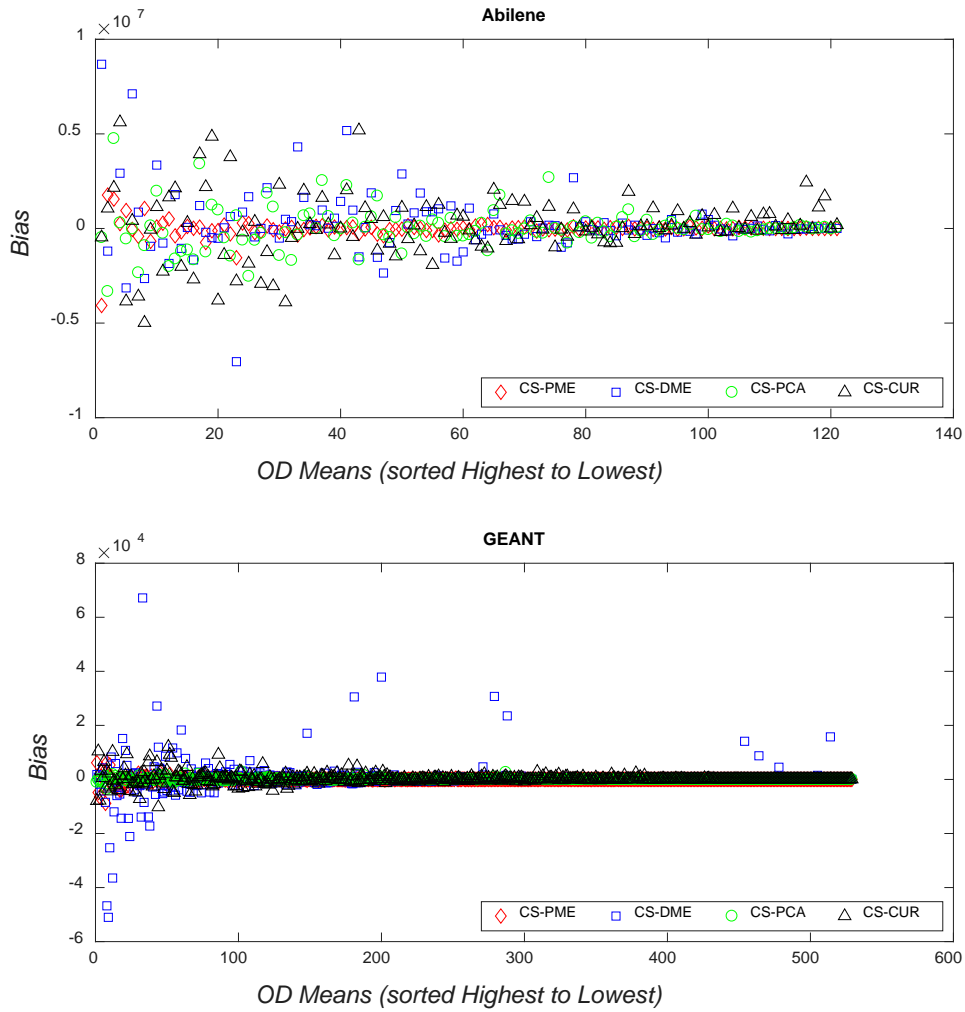 Abilene
× 10 7
1
0.5
0
-0.5
-1
Bias
CS-PME CS-DME CS-PCA CS-CUR
0 20 40 60 80 100 120 140
OD Means (sorted Highest to Lowest)
GEANT
× 10 4
8
6
4
2
0
-2
-4
-6
Bias
CS-PME CS-DME CS-PCA CS-CUR
0 100 200 300 400 500 600
OD Means (sorted Highest to Lowest)